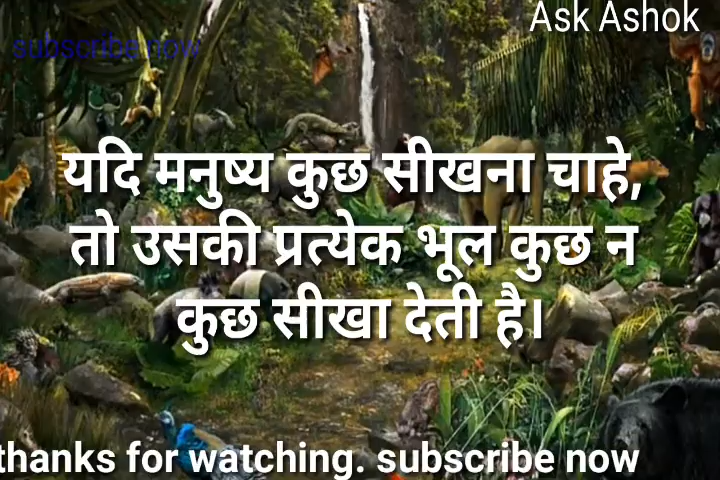 Ask Ashok
subscribe now
यदि मनुष्य कुछ सीखना चाहे,
तो उसकी प्रत्येक भूल कुछ न
कुछ सीखा देती है।
thanks for watching. subscribe now